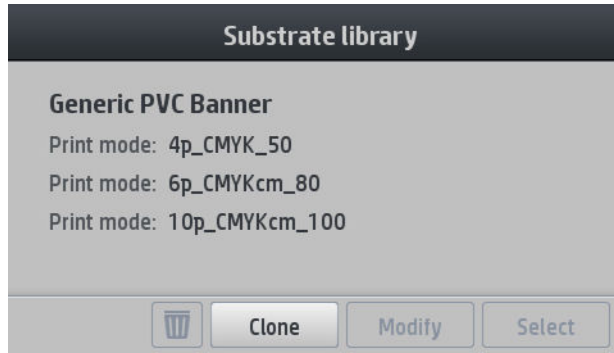 Substrate library
Generic PVC Banner
Print mode: 4p_CMYK_50
Print mode: 6p_CMYKcm_80
Print mode: 10p_CMYKcm_100
Clone Modify Select